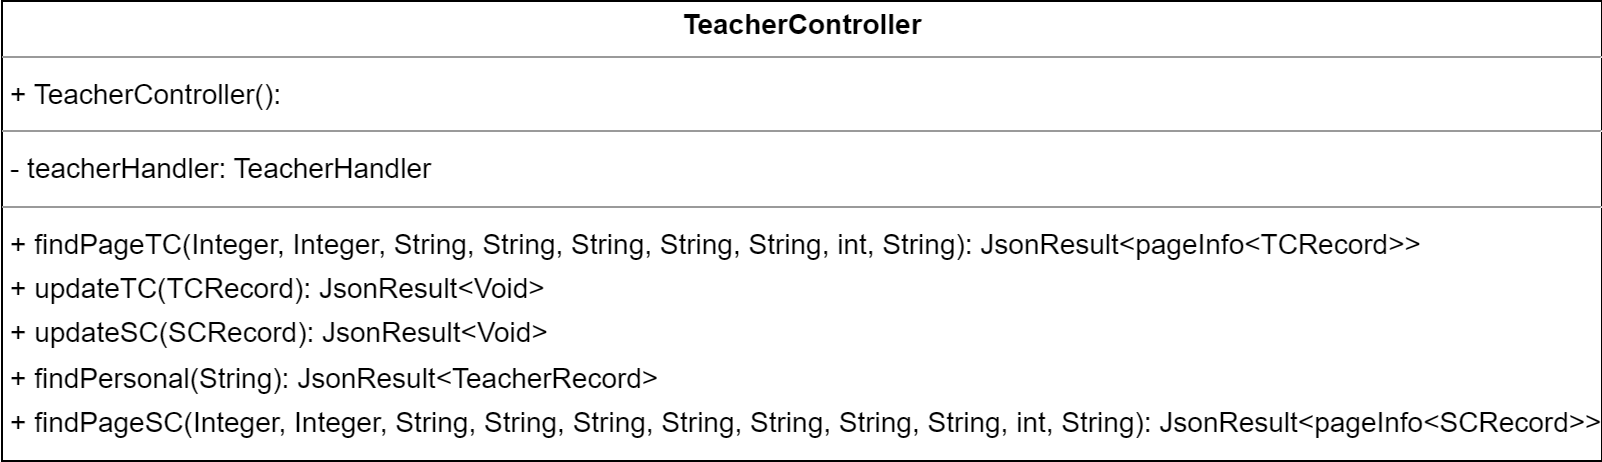 TeacherController
+ TeacherController():
- teacherHandler: TeacherHandler
+ findPageTC(Integer, Integer, String, String, String, String, String, int, String): JsonResult<pageInfo<TCRecord>>
+ updateTC(TCRecord): JsonResult<Void>
+ updateSC(SCRecord): JsonResult<Void>
+ findPersonal(String): JsonResult<TeacherRecord>
+ findPageSC(Integer, Integer, String, String, String, String, String, String, String, int, String): JsonResult<pageInfo<SCRecord>>